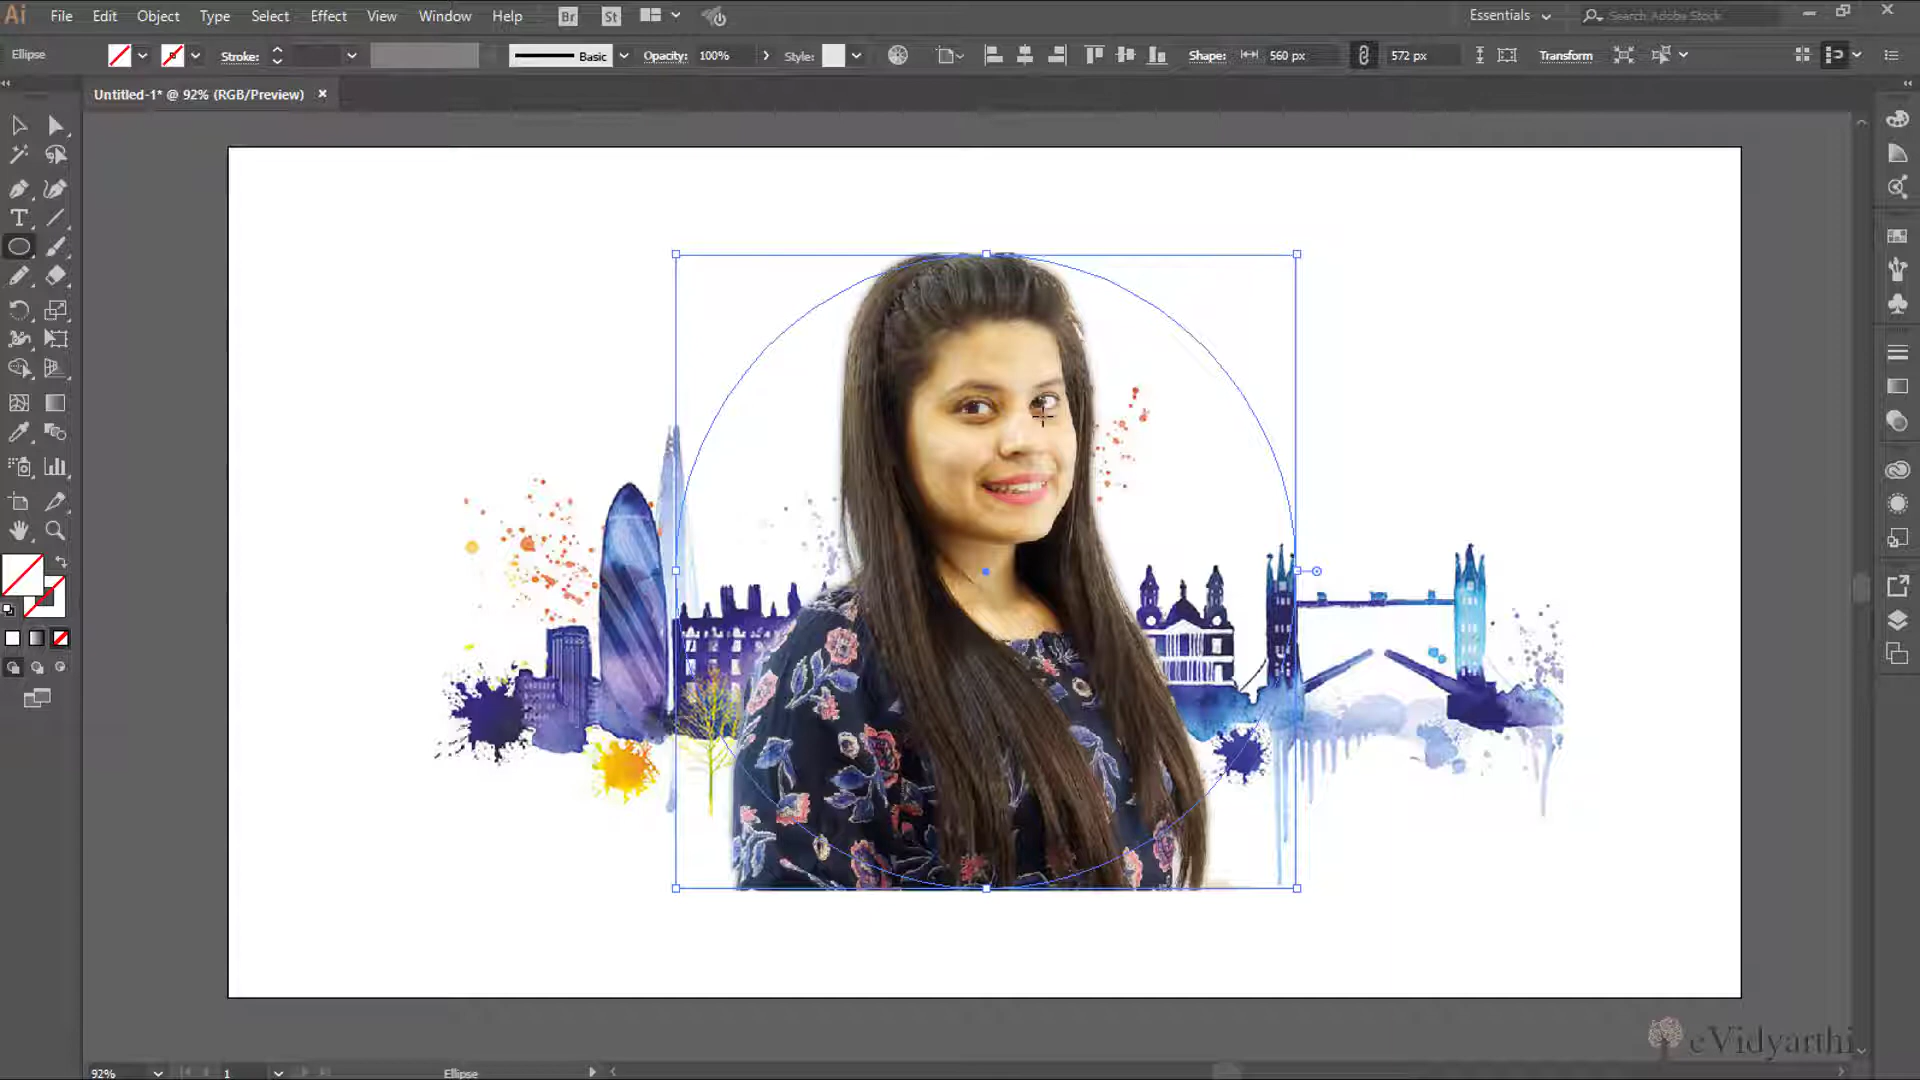 Ai File Edit Object Type Select Effect View Window Help Br St Essentials Search Adobe Stock
Ellipse Stroke: Basic Opacity: 100% Style: Shape: 560 px 572 px Transform
Untitled-1* @ 92% (RGB/Preview)
T
eVidyarthi
92% 1 Ellipse